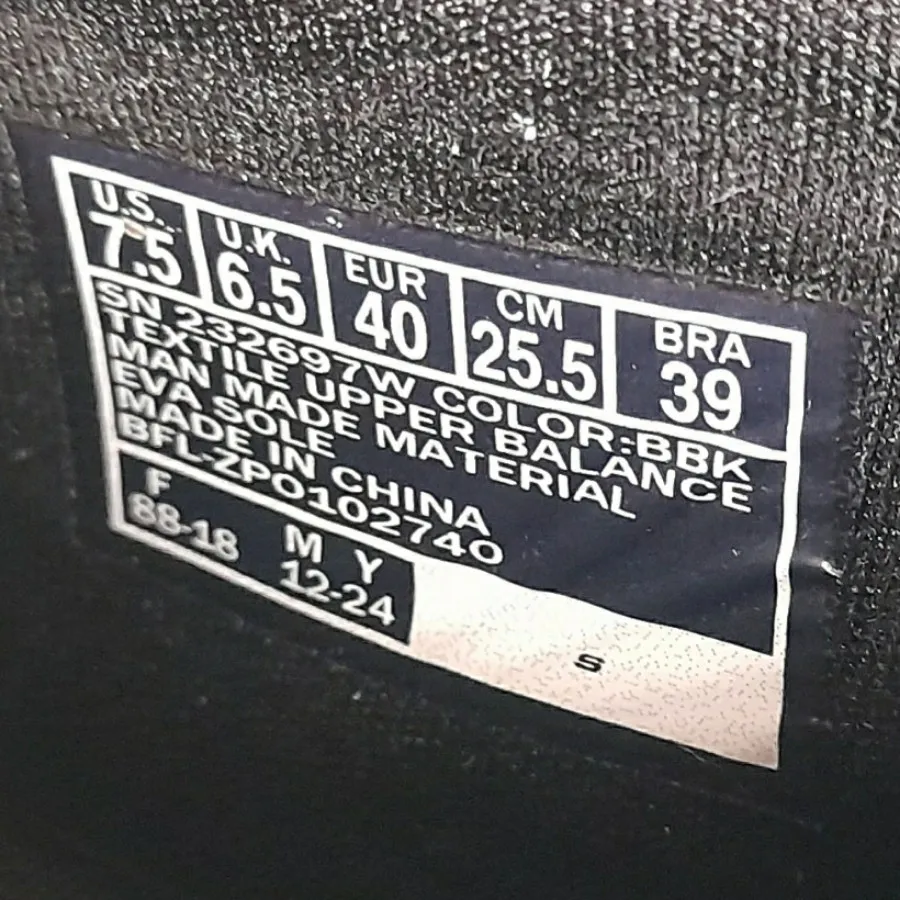 U.S. U.K. EUR CM BRA
7.5 6.5 40 25.5 39
SN 232697W COLOR:BBK
TEXTILE UPPER BALANCE
MAN MADE MATERIAL
EVA SOLE
MADE IN CHINA
BFL-ZPO102740
F M Y
88-18 12-24
S